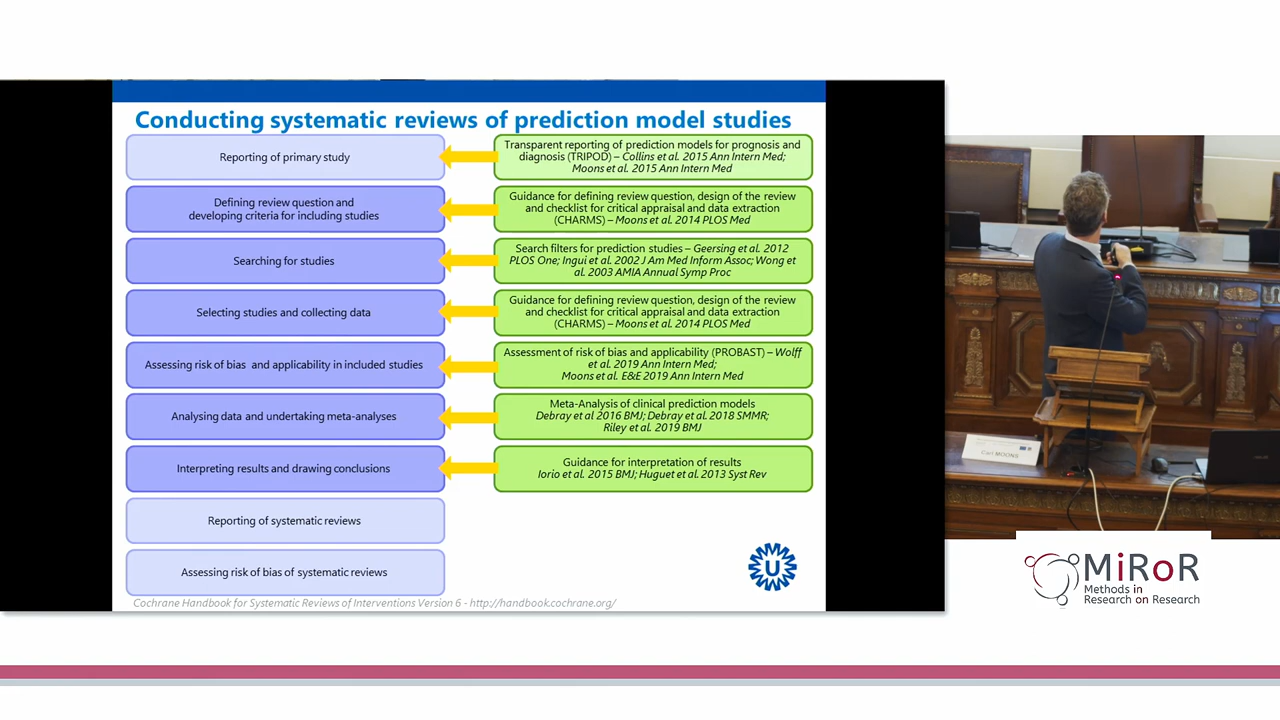 Conducting systematic reviews of prediction model studies
Reporting of primary study
Transparent reporting of prediction models for prognosis and
diagnosis (TRIPOD) – Collins et al. 2015 Ann Intern Med;
Moons et al. 2015 Ann Intern Med
Defining review question and
developing criteria for including studies
Guidance for defining review question, design of the review
and checklist for critical appraisal and data extraction
(CHARMS) – Moons et al. 2014 PLOS Med
Searching for studies
Search filters for prediction studies – Geersing et al. 2012
PLOS One; Ingui et al. 2002 J Am Med Inform Assoc; Wong et
al. 2003 AMIA Annual Symp Proc
Selecting studies and collecting data
Guidance for defining review question, design of the review
and checklist for critical appraisal and data extraction
(CHARMS) – Moons et al. 2014 PLOS Med
Assessing risk of bias and applicability in included studies
Assessment of risk of bias and applicability (PROBAST) – Wolff
et al. 2019 Ann Intern Med;
Moons et al. E&E 2019 Ann Intern Med
Analysing data and undertaking meta-analyses
Meta-Analysis of clinical prediction models
Debray et al 2016 BMJ; Debray et al. 2018 SMMR;
Riley et al. 2019 BMJ
Interpreting results and drawing conclusions
Guidance for interpretation of results
Iorio et al. 2015 BMJ; Huguet et al. 2013 Syst Rev
Reporting of systematic reviews
Assessing risk of bias of systematic reviews
U
Cochrane Handbook for Systematic Reviews of Interventions Version 6 - http://handbook.cochrane.org/
Carl MOONS
MiRoR
Methods in
Research on Research